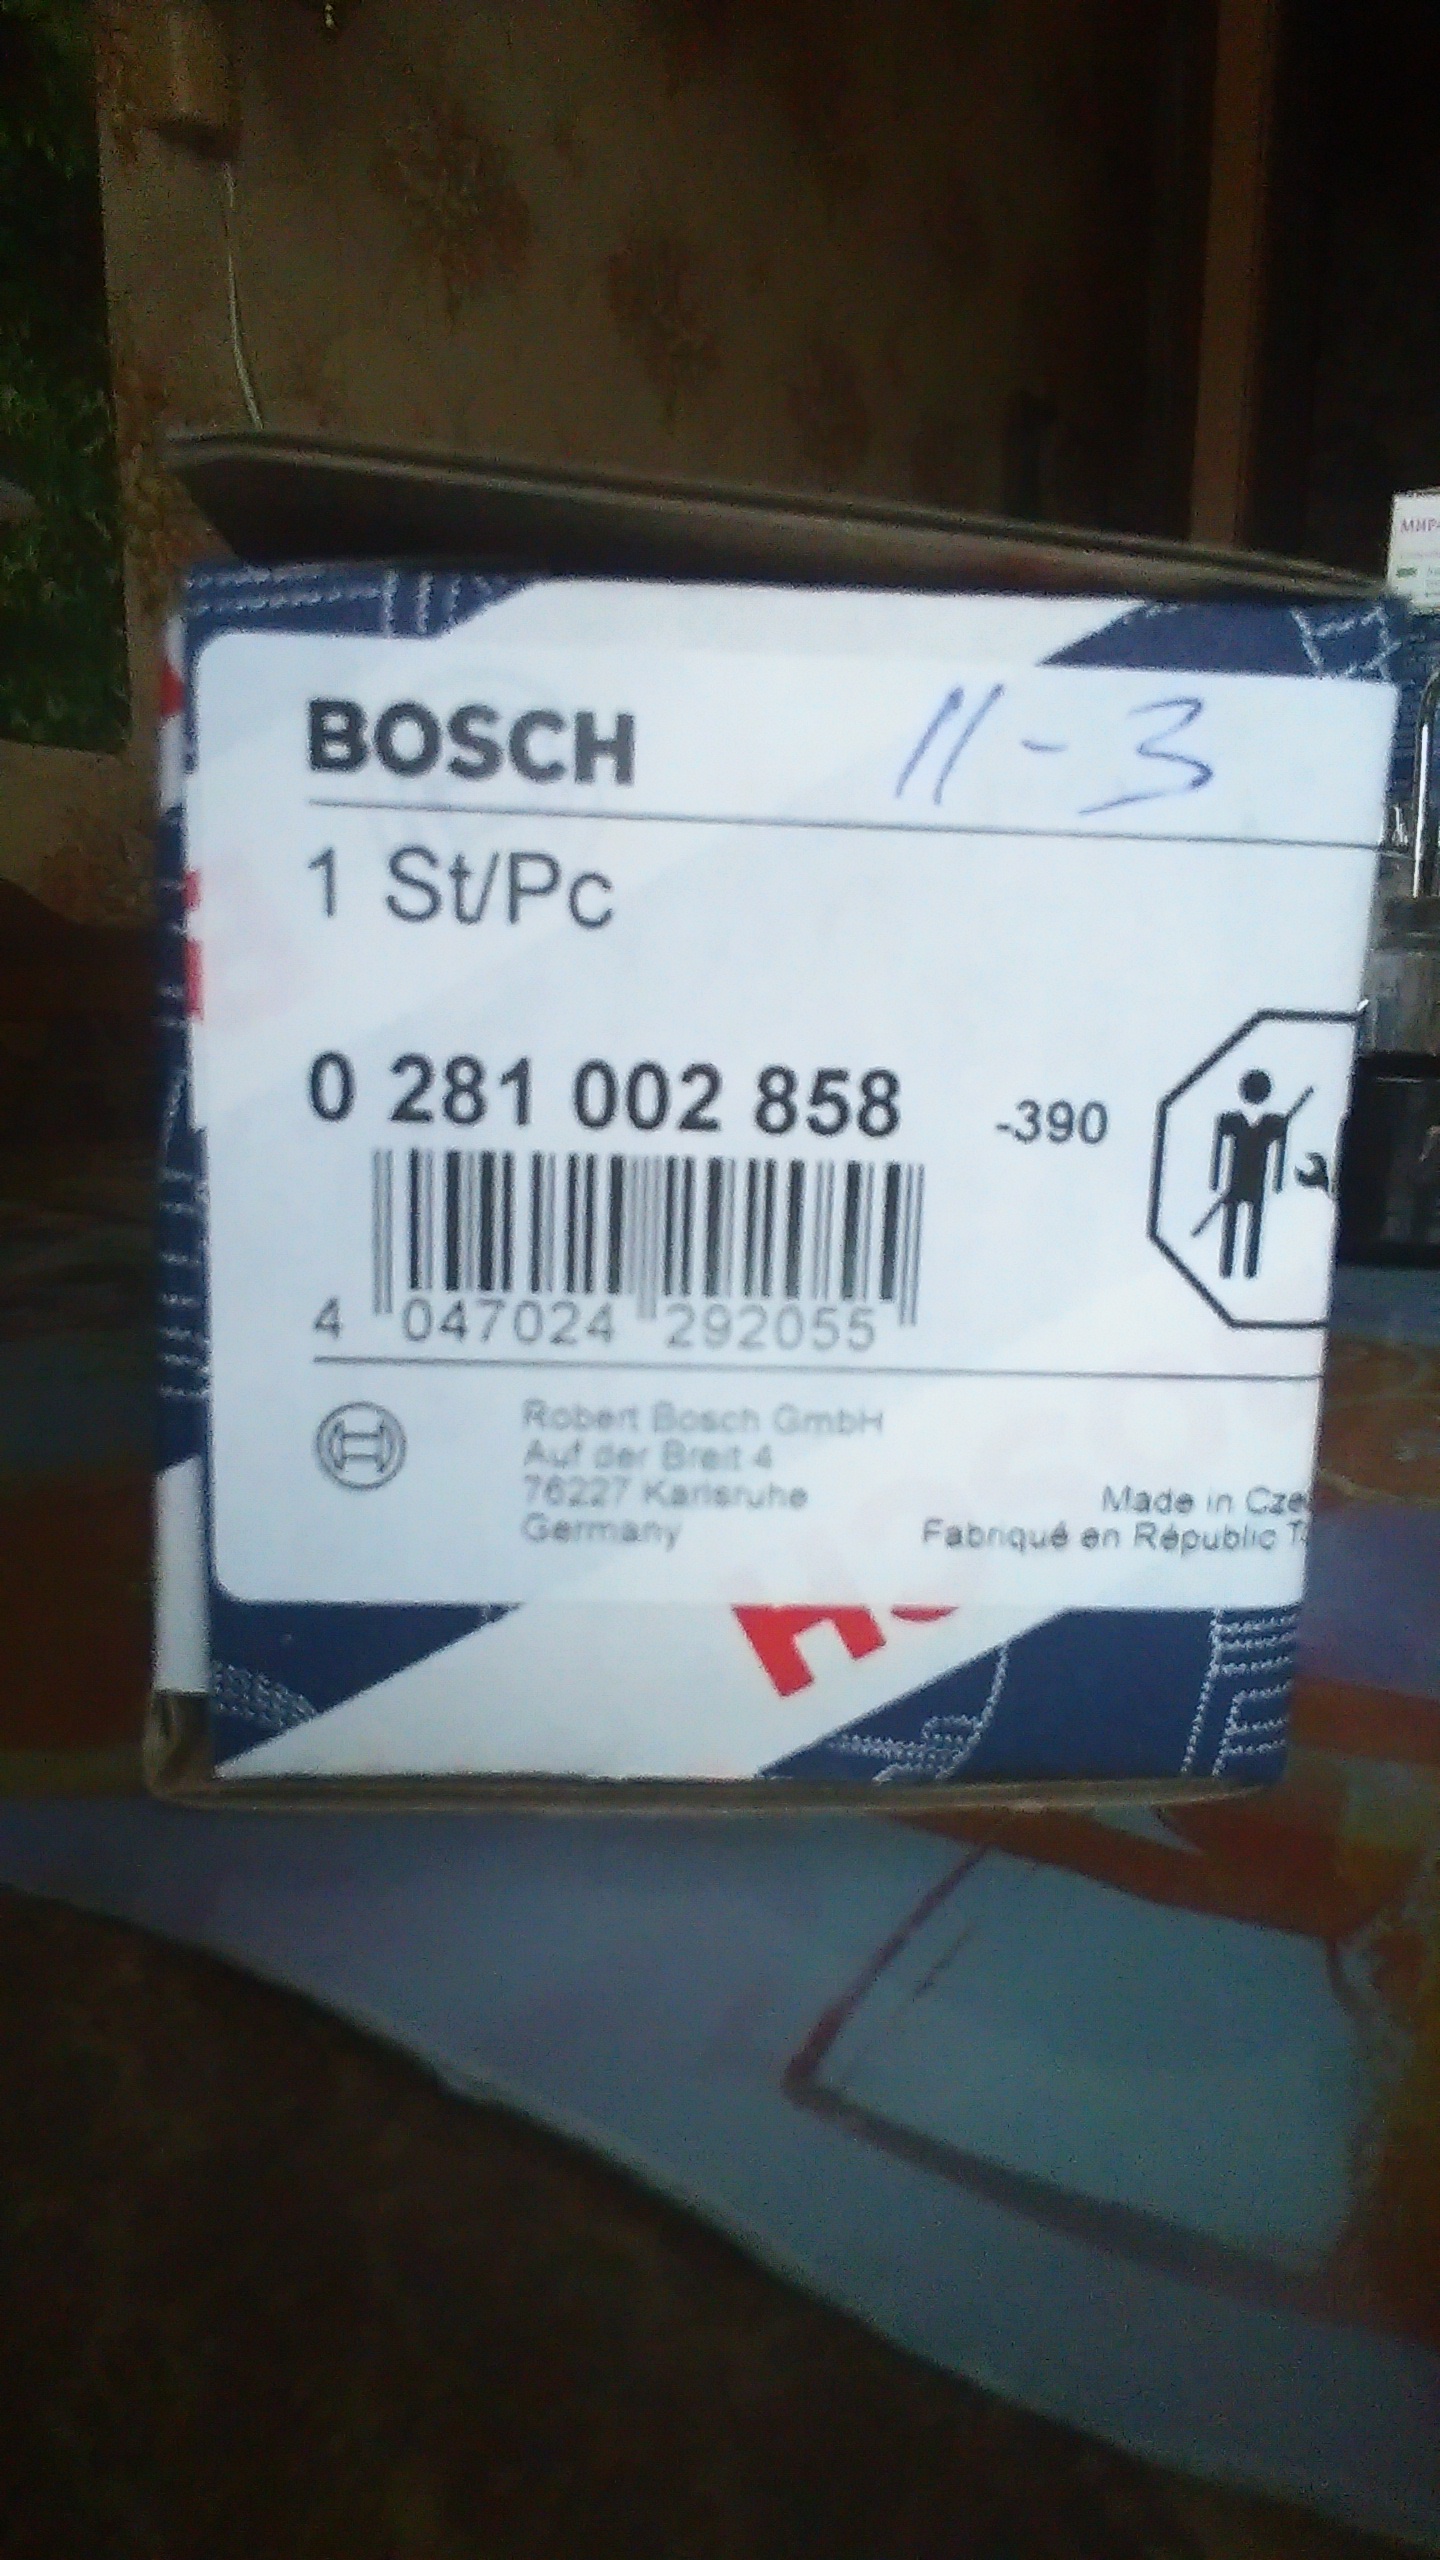 BOSCH 11-3
1 St/Pc
0 281 002 858 -390
4 047024 292055
Robert Bosch GmbH
Auf der Breit 4
76227 Karlsruhe
Germany
Made in Cze
Fabriqué en Républic T